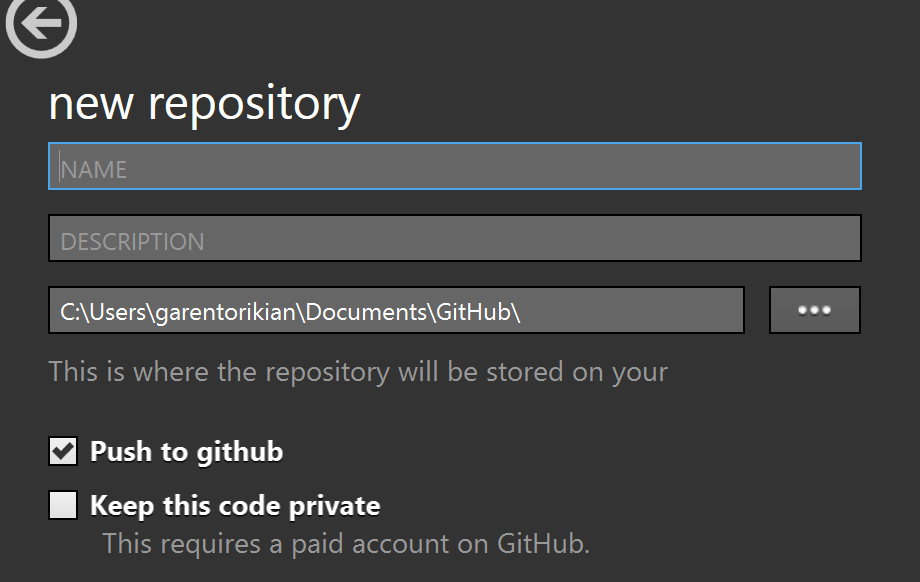 new repository
NAME
DESCRIPTION
C:\Users\garentorikian\Documents\GitHub\
This is where the repository will be stored on your
Push to github
Keep this code private
This requires a paid account on GitHub.